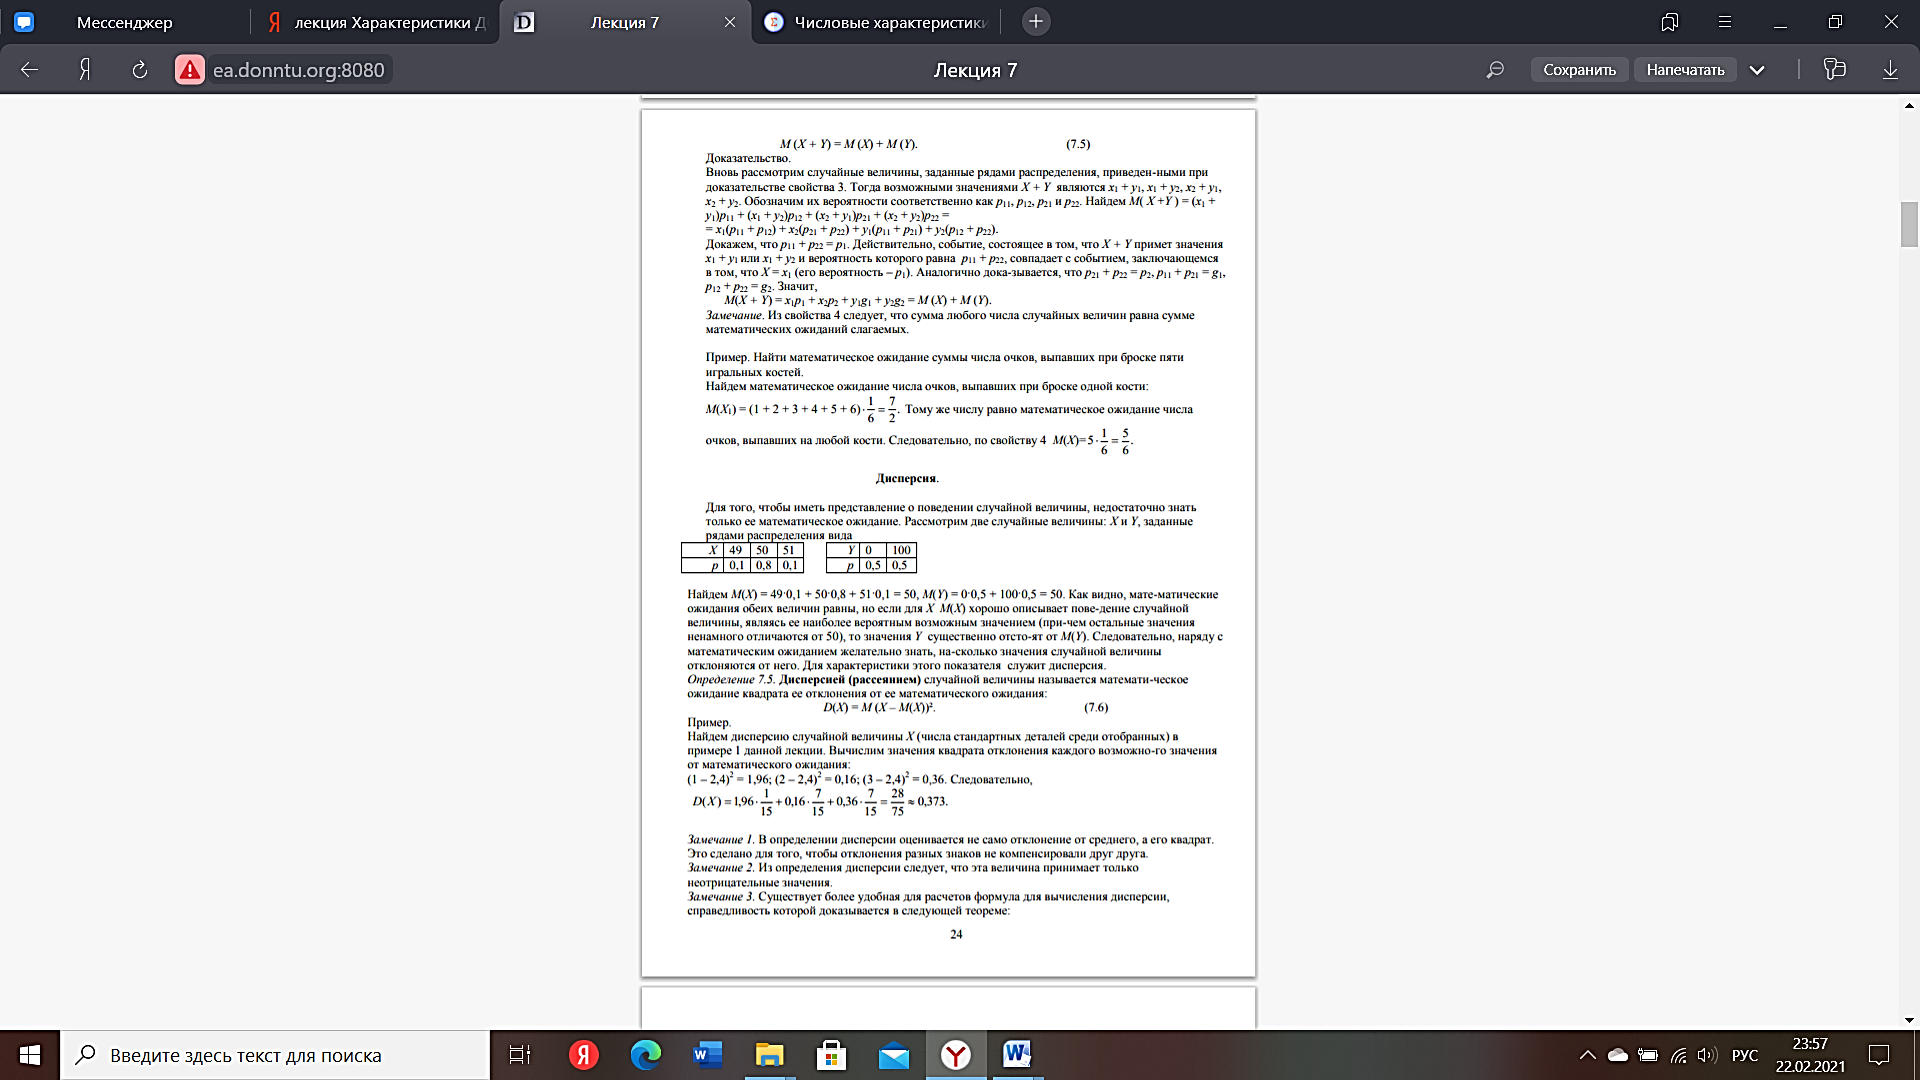 Мессенджер
лекция Характеристики Д
Лекция 7
Числовые характеристики
ea.donntu.org:8080
Лекция 7
Сохранить
Напечатать
M (X + Y) = M (X) + M (Y). (7.5)
Доказательство.
Вновь рассмотрим случайные величины, заданные рядами распределения, приведен-ными при
доказательстве свойства 3. Тогда возможными значениями X + Y являются x₁ + y₁, x₁ + y₂, x₂ + y₁,
x₂ + y₂. Обозначим их вероятности соответственно как p₁₁, p₁₂, p₂₁ и p₂₂. Найдем M( X +Y ) = (x₁ +
y₁)p₁₁ + (x₁ + y₂)p₁₂ + (x₂ + y₁)p₂₁ + (x₂ + y₂)p₂₂ =
= x₁(p₁₁ + p₁₂) + x₂(p₂₁ + p₂₂) + y₁(p₁₁ + p₂₁) + y₂(p₁₂ + p₂₂).
Докажем, что p₁₁ + p₂₂ = p₁. Действительно, событие, состоящее в том, что X + Y примет значения
x₁ + y₁ или x₁ + y₂ и вероятность которого равна p₁₁ + p₂₂, совпадает с событием, заключающемся
в том, что X = x₁ (его вероятность – p₁). Аналогично дока-зывается, что p₂₁ + p₂₂ = p₂, p₁₁ + p₂₁ = g₁,
p₁₂ + p₂₂ = g₂. Значит,
M(X + Y) = x₁p₁ + x₂p₂ + y₁g₁ + y₂g₂ = M (X) + M (Y).
Замечание. Из свойства 4 следует, что сумма любого числа случайных величин равна сумме
математических ожиданий слагаемых.
Пример. Найти математическое ожидание суммы числа очков, выпавших при броске пяти
игральных костей.
Найдем математическое ожидание числа очков, выпавших при броске одной кости:
M(X₁) = (1 + 2 + 3 + 4 + 5 + 6)·1/6 = 7/2. Тому же числу равно математическое ожидание числа
очков, выпавших на любой кости. Следовательно, по свойству 4 M(X)=5·1/6 = 5/6.
Дисперсия.
Для того, чтобы иметь представление о поведении случайной величины, недостаточно знать
только ее математическое ожидание. Рассмотрим две случайные величины: X и Y, заданные
рядами распределения вида
X 49 50 51 Y 0 100
p 0,1 0,8 0,1 p 0,5 0,5
Найдем M(X) = 49·0,1 + 50·0,8 + 51·0,1 = 50, M(Y) = 0·0,5 + 100·0,5 = 50. Как видно, мате-матические
ожидания обеих величин равны, но если для X M(X) хорошо описывает пове-дение случайной
величины, являясь ее наиболее вероятным возможным значением (при-чем остальные значения
ненамного отличаются от 50), то значения Y существенно отсто-ят от M(Y). Следовательно, наряду с
математическим ожиданием желательно знать, на-сколько значения случайной величины
отклоняются от него. Для характеристики этого показателя служит дисперсия.
Определение 7.5. Дисперсией (рассеянием) случайной величины называется математи-ческое
ожидание квадрата ее отклонения от ее математического ожидания:
D(X) = M (X – M(X))². (7.6)
Пример.
Найдем дисперсию случайной величины X (числа стандартных деталей среди отобранных) в
примере 1 данной лекции. Вычислим значения квадрата отклонения каждого возможно-го значения
от математического ожидания:
(1 – 2,4)² = 1,96; (2 – 2,4)² = 0,16; (3 – 2,4)² = 0,36. Следовательно,
D(X) = 1,96·1/15 + 0,16·7/15 + 0,36·7/15 = 28/75 ≈ 0,373.
Замечание 1. В определении дисперсии оценивается не само отклонение от среднего, а его квадрат.
Это сделано для того, чтобы отклонения разных знаков не компенсировали друг друга.
Замечание 2. Из определения дисперсии следует, что эта величина принимает только
неотрицательные значения.
Замечание 3. Существует более удобная для расчетов формула для вычисления дисперсии,
справедливость которой доказывается в следующей теореме:
24
Введите здесь текст для поиска
РУС
23:57
22.02.2021